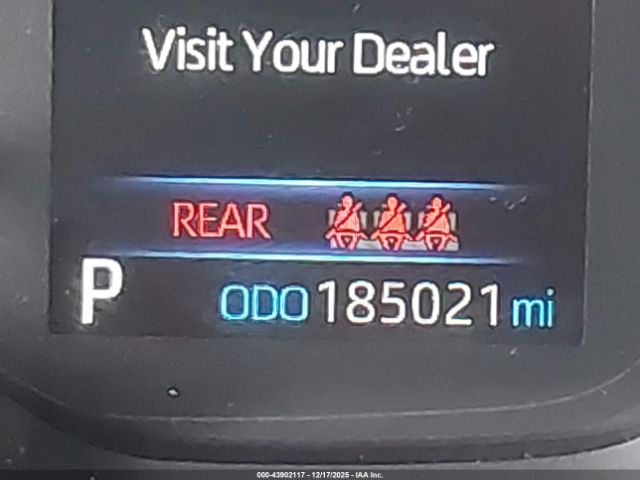 Visit Your Dealer
REAR
P ODO 185021 mi
000-43902117 - 12/17/2025 - IAA Inc.